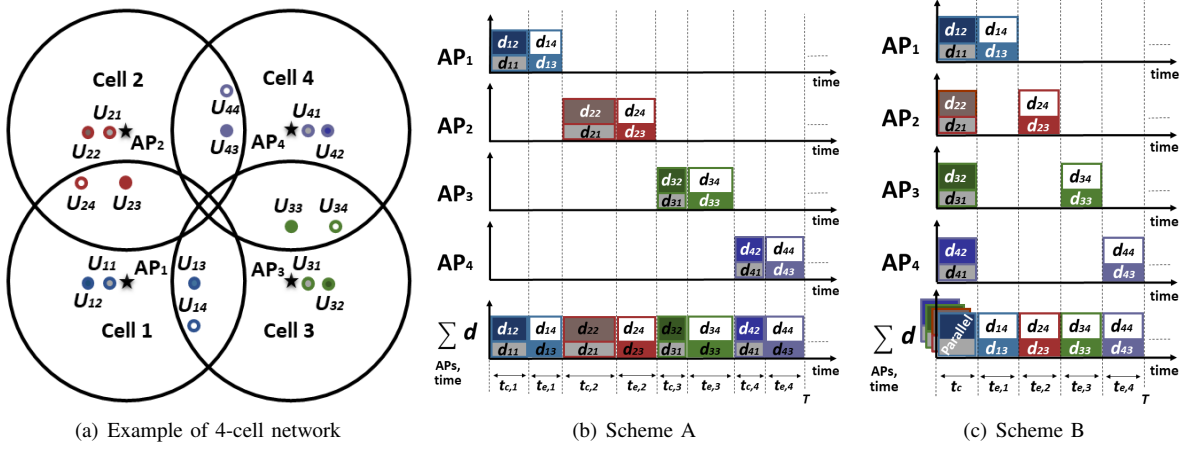 Cell 2
Cell 4
U44
U21
AP2
U22
U43
U41
AP4
U42
U24
U23
U33
U34
U11
AP1
U12
U13
U14
AP3
U31
U32
Cell 1
Cell 3
(a) Example of 4-cell network
AP1
d12 d14
d11 d13
time
AP2
d22 d24
d21 d23
time
AP3
d32 d34
d31 d33
time
AP4
d42 d44
d41 d43
time
∑ d
d12 d14 d22 d24 d32 d34 d42 d44
d11 d13 d21 d23 d31 d33 d41 d43
time
APs,
time
tc,1 te,1 tc,2 te,2 tc,3 te,3 tc,4 te,4
T
(b) Scheme A
AP1
d12 d14
d11 d13
time
AP2
d22 d24
d21 d23
time
AP3
d32 d34
d31 d33
time
AP4
d42 d44
d41 d43
time
∑ d
Parallel
d14 d24 d34 d44
d13 d23 d33 d43
time
APs,
time
tc te,1 te,2 te,3 te,4
T
(c) Scheme B